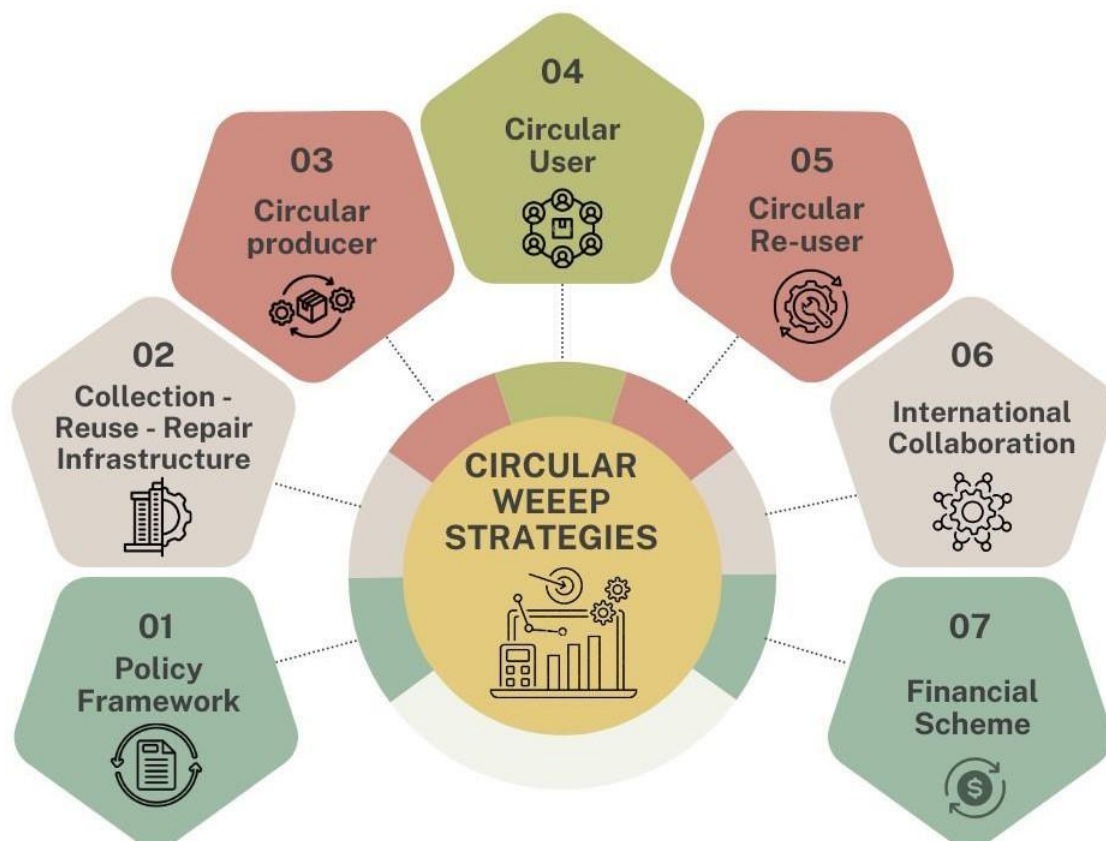 01
Policy
Framework
02
Collection -
Reuse - Repair
Infrastructure
03
Circular
producer
04
Circular
User
05
Circular
Re-user
06
International
Collaboration
07
Financial
Scheme
$
CIRCULAR
WEEEP
STRATEGIES